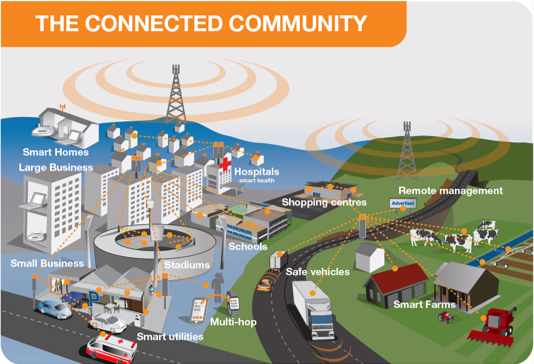 THE CONNECTED COMMUNITY
Smart Homes
Large Business
Hospitals
smart health
Remote management
Shopping centres
Advertise!
Schools
Small Business
Stadiums
Safe vehicles
Smart Farms
Multi-hop
Smart utilities
P